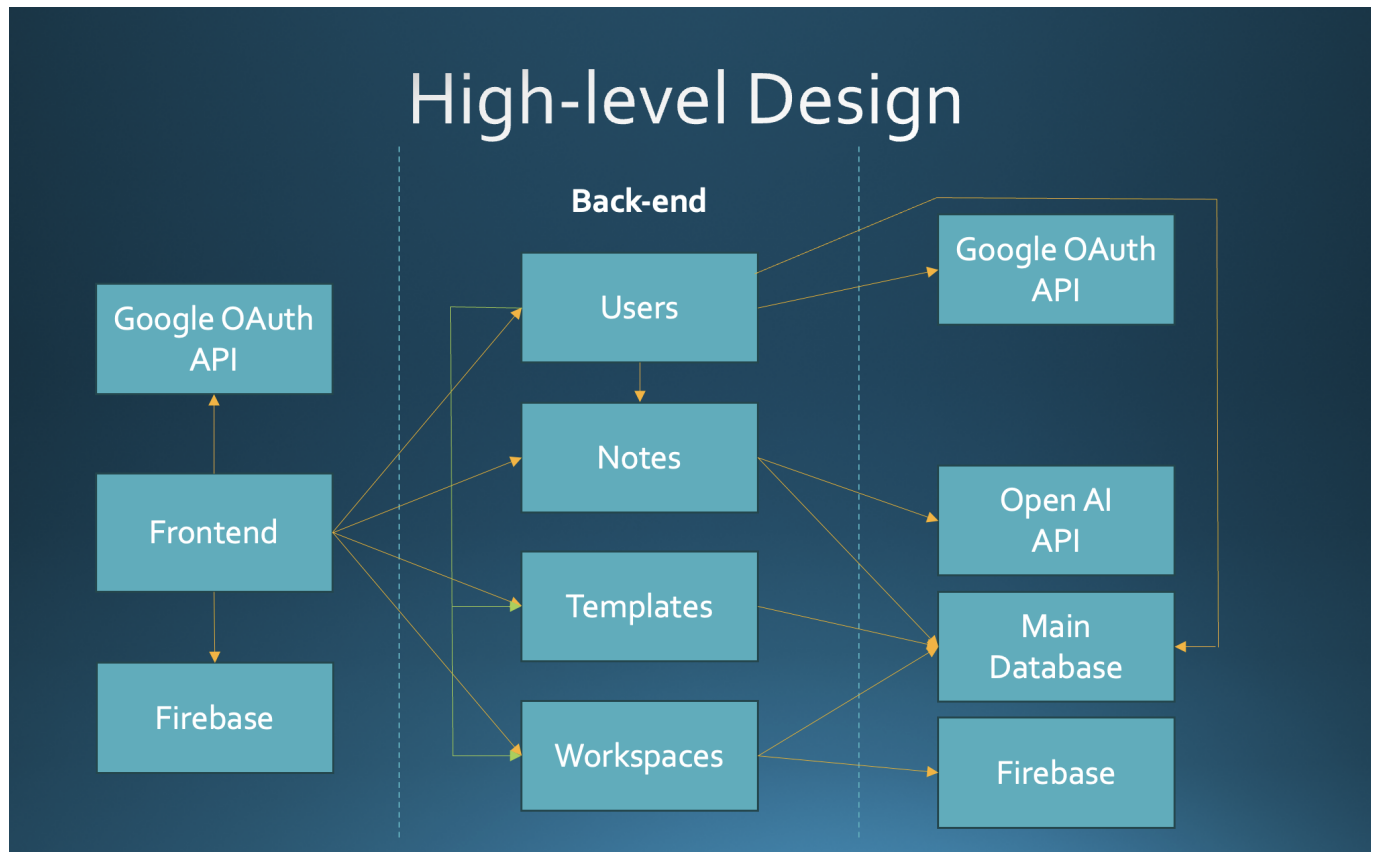 High-level Design
Back-end
Google OAuth
API
Frontend
Firebase
Users
Notes
Templates
Workspaces
Google OAuth
API
Open AI
API
Main
Database
Firebase